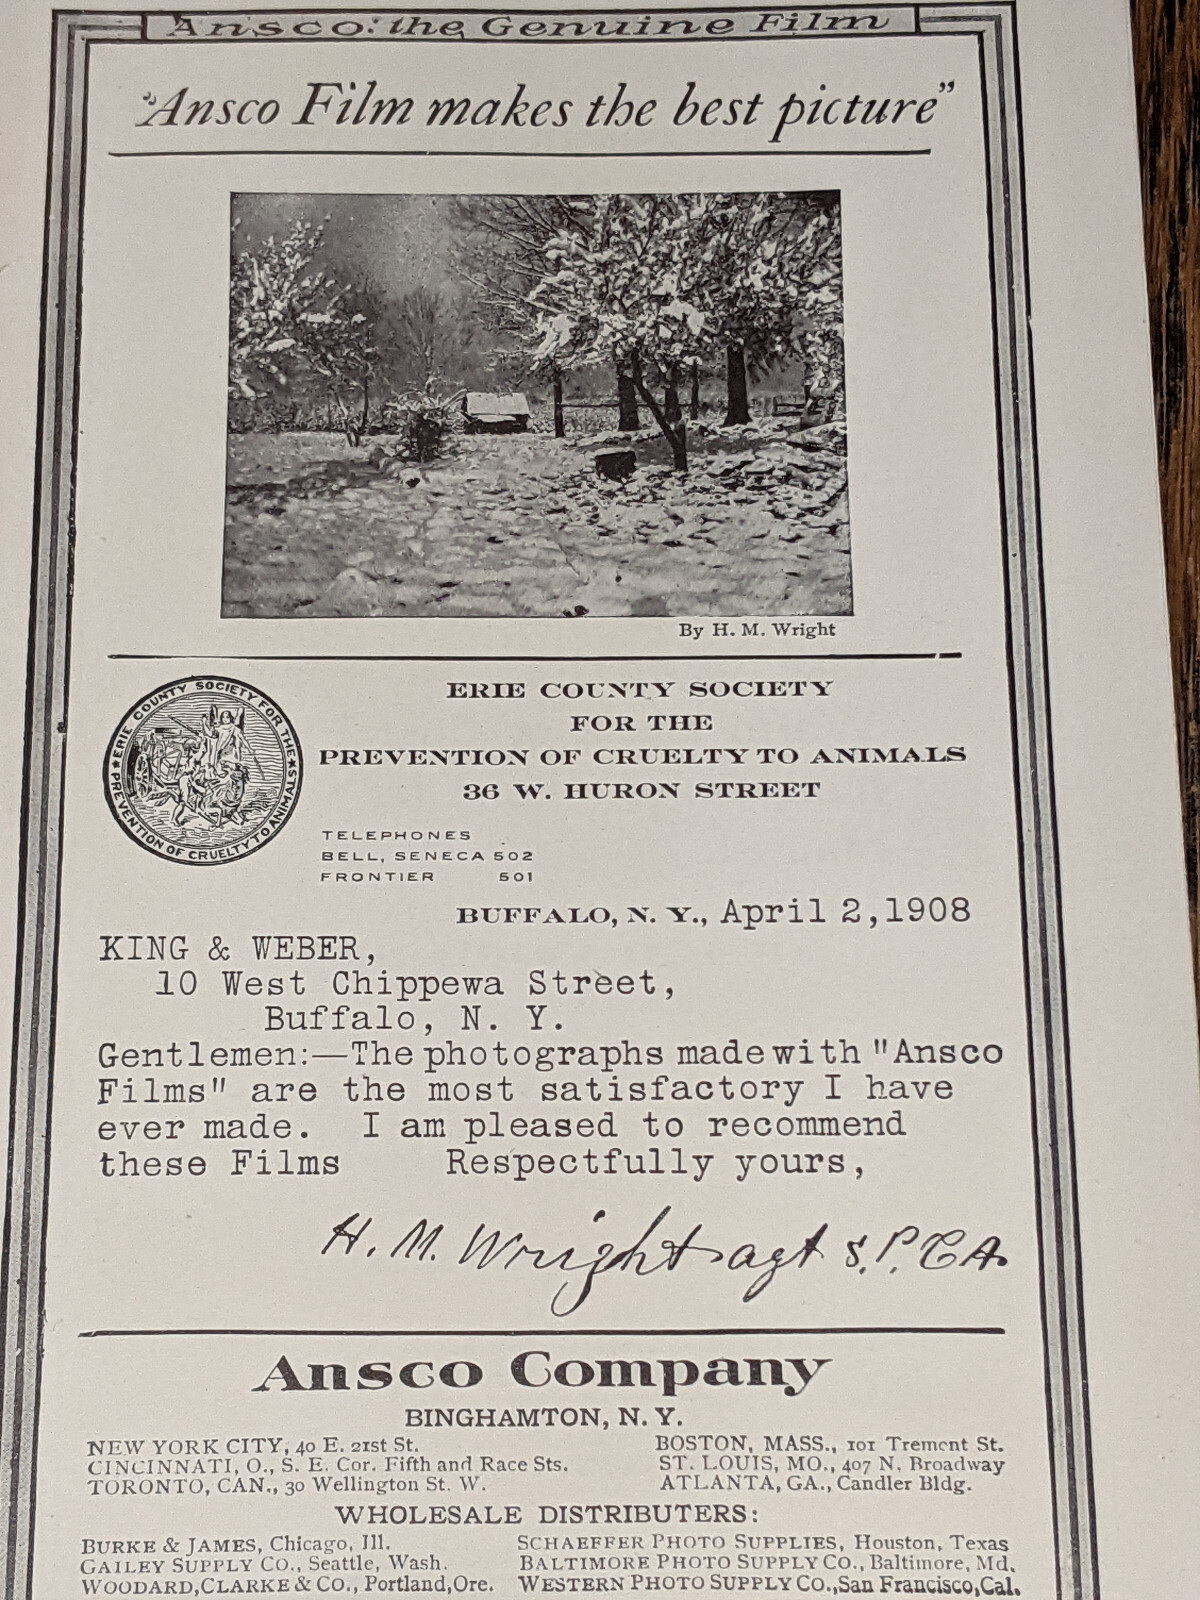 Ansco: the Genuine Film
"Ansco Film makes the best picture"
By H. M. Wright
★ ERIE COUNTY SOCIETY FOR THE ★
PREVENTION OF CRUELTY TO ANIMALS
ERIE COUNTY SOCIETY
FOR THE
PREVENTION OF CRUELTY TO ANIMALS
36 W. HURON STREET
TELEPHONES
BELL, SENECA 502
FRONTIER 501
BUFFALO, N. Y., April 2, 1908
KING & WEBER,
10 West Chippewa Street,
Buffalo, N. Y.
Gentlemen:—The photographs made with "Ansco
Films" are the most satisfactory I have
ever made. I am pleased to recommend
these Films Respectfully yours,
H. M. Wright agt S.P.C.A.
Ansco Company
BINGHAMTON, N. Y.
NEW YORK CITY, 40 E. 21st St.
CINCINNATI, O., S. E. Cor. Fifth and Race Sts.
TORONTO, CAN., 30 Wellington St. W.
BOSTON, MASS., 101 Tremont St.
ST. LOUIS, MO., 407 N. Broadway
ATLANTA, GA., Candler Bldg.
WHOLESALE DISTRIBUTERS:
BURKE & JAMES, Chicago, Ill.
GAILEY SUPPLY CO., Seattle, Wash.
WOODARD, CLARKE & CO., Portland, Ore.
SCHAEFFER PHOTO SUPPLIES, Houston, Texas
BALTIMORE PHOTO SUPPLY CO., Baltimore, Md.
WESTERN PHOTO SUPPLY CO., San Francisco, Cal.